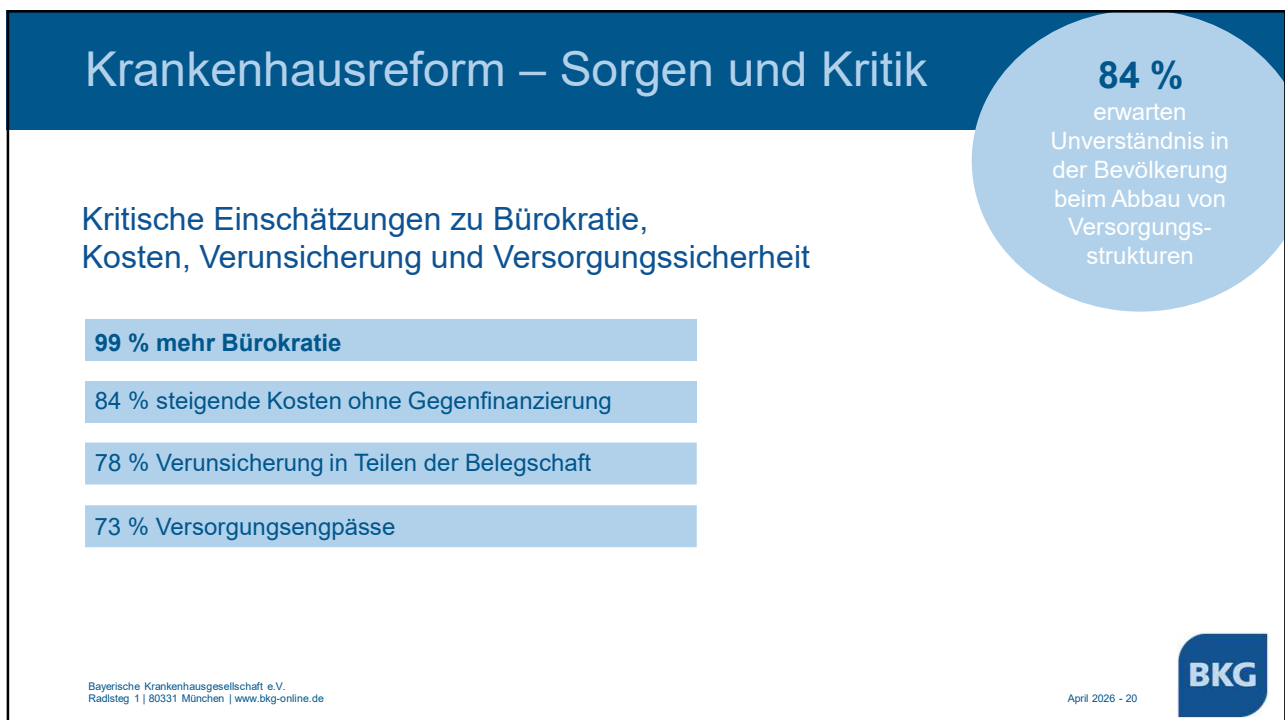 Krankenhausreform – Sorgen und Kritik
84 %
erwarten
Unverständnis in
der Bevölkerung
beim Abbau von
Versorgungs-
strukturen
Kritische Einschätzungen zu Bürokratie,
Kosten, Verunsicherung und Versorgungssicherheit
99 % mehr Bürokratie
84 % steigende Kosten ohne Gegenfinanzierung
78 % Verunsicherung in Teilen der Belegschaft
73 % Versorgungsengpässe
Bayerische Krankenhausgesellschaft e.V.
Radlsteg 1 | 80331 München | www.bkg-online.de
April 2026 - 20
BKG